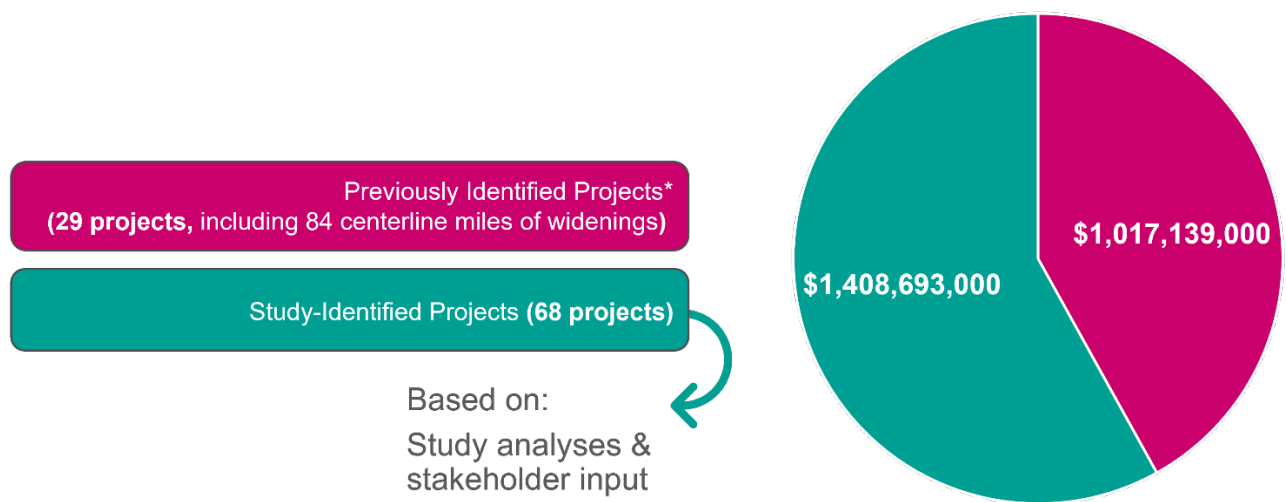 Previously Identified Projects*
(29 projects, including 84 centerline miles of widenings)
Study-Identified Projects (68 projects)
Based on:
Study analyses &
stakeholder input
$1,017,139,000
$1,408,693,000